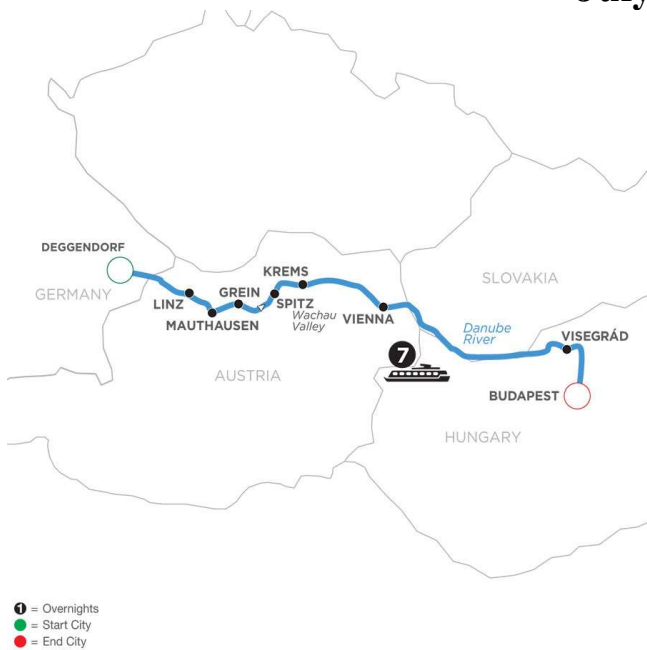 DEGGENDORF
GERMANY
LINZ
MAUTHAUSEN
GREIN
KREMS
SPITZ
Wachau
Valley
VIENNA
SLOVAKIA
Danube
River
VISEGRÁD
7
AUSTRIA
BUDAPEST
HUNGARY
1 = Overnights
= Start City
= End City